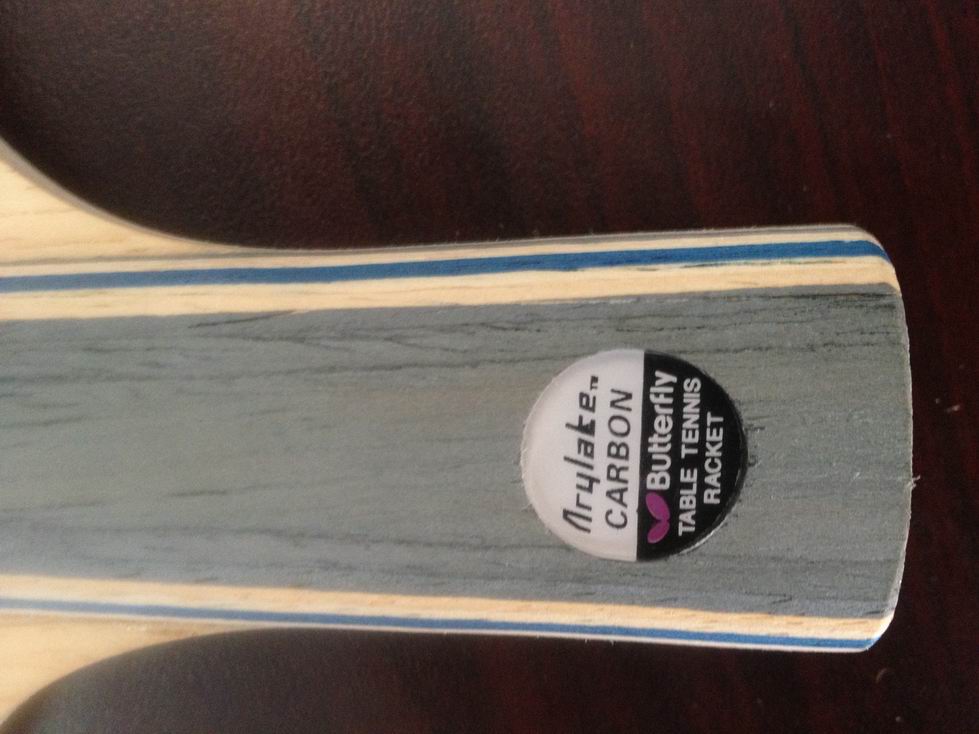 Arylate™
CARBON
Butterfly
TABLE TENNIS
RACKET